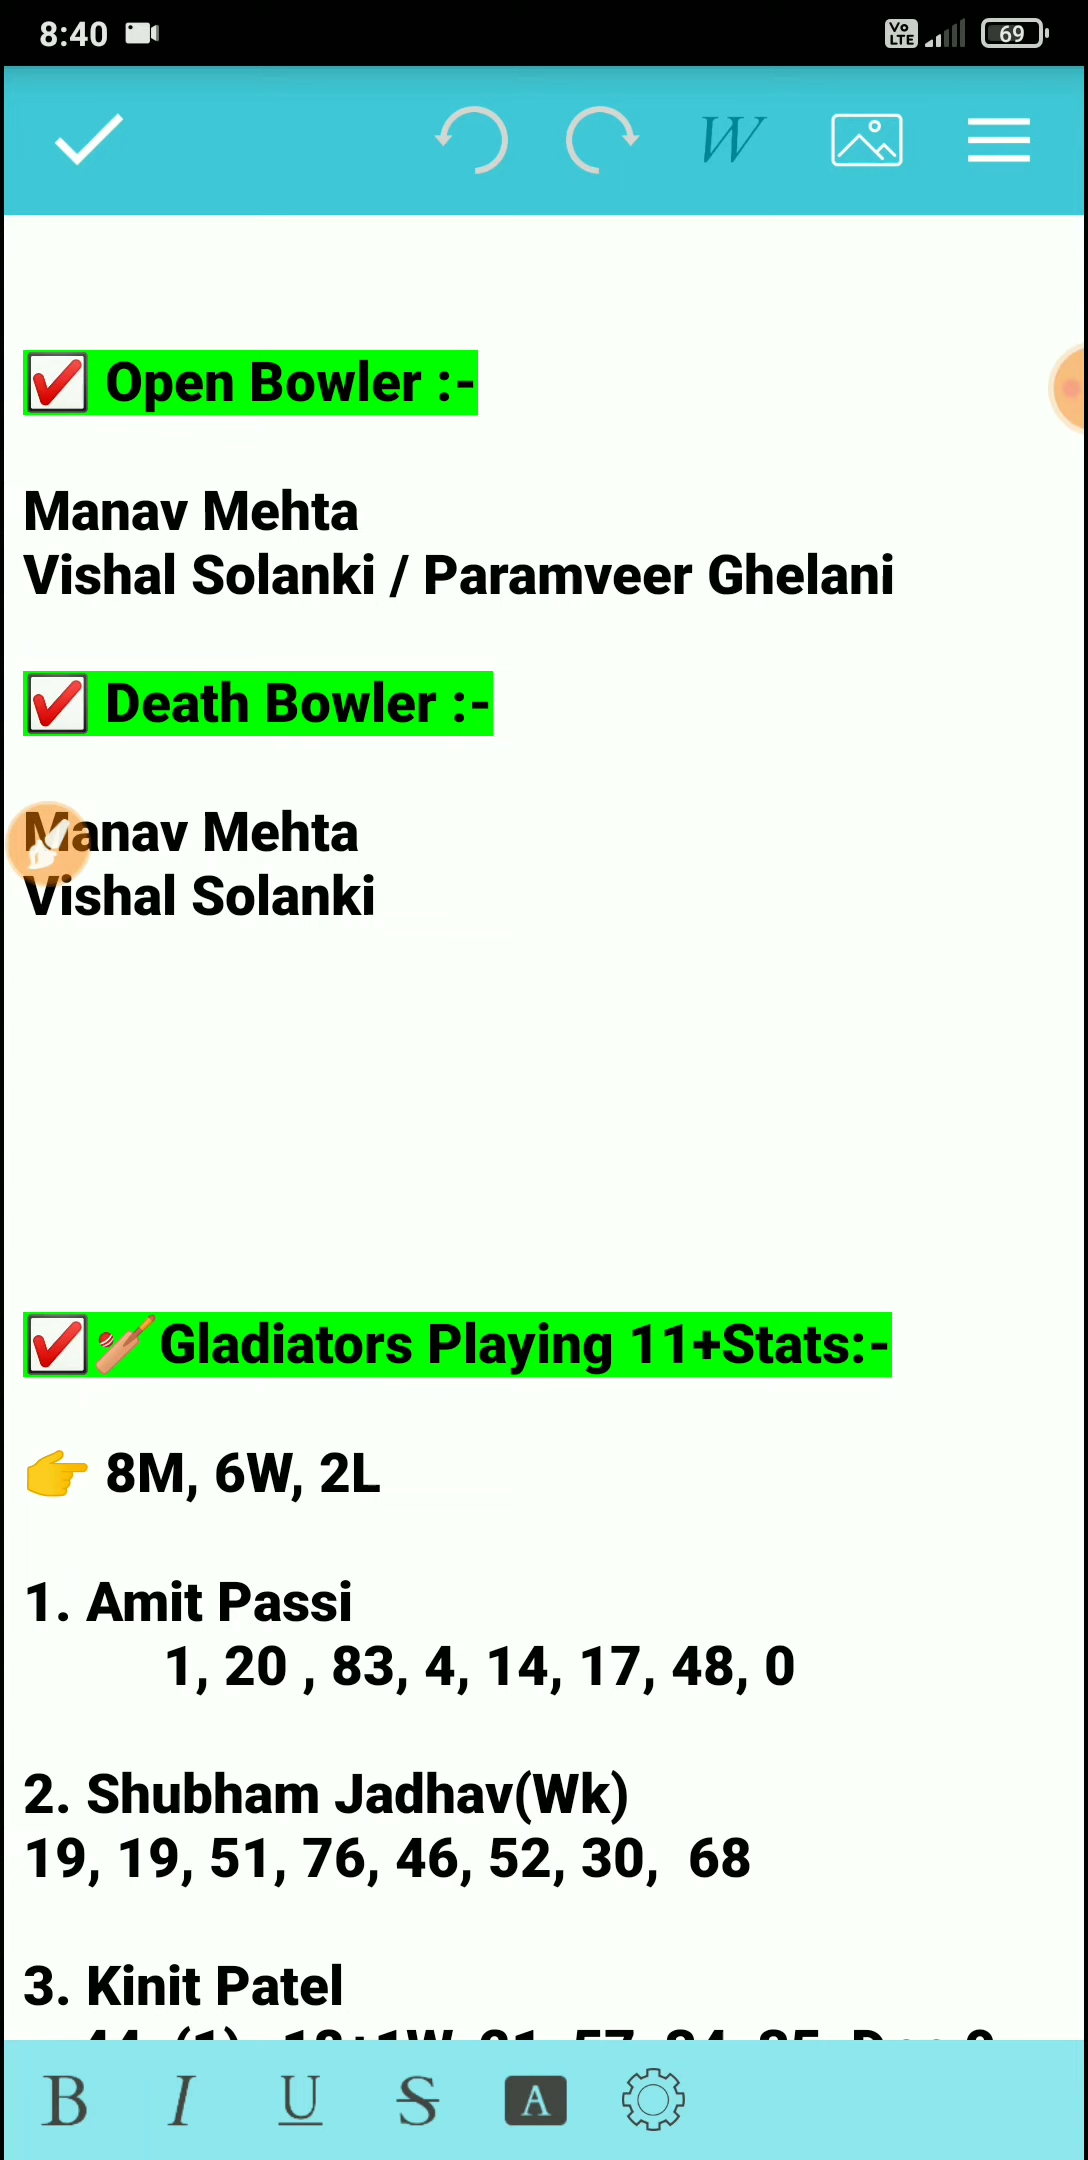 8:40
Vo LTE
69
W
Open Bowler :-
Manav Mehta
Vishal Solanki / Paramveer Ghelani
Death Bowler :-
Manav Mehta
Vishal Solanki
Gladiators Playing 11+Stats:-
8M, 6W, 2L
1. Amit Passi
1, 20 , 83, 4, 14, 17, 48, 0
2. Shubham Jadhav(Wk)
19, 19, 51, 76, 46, 52, 30,  68
3. Kinit Patel
B I U S A